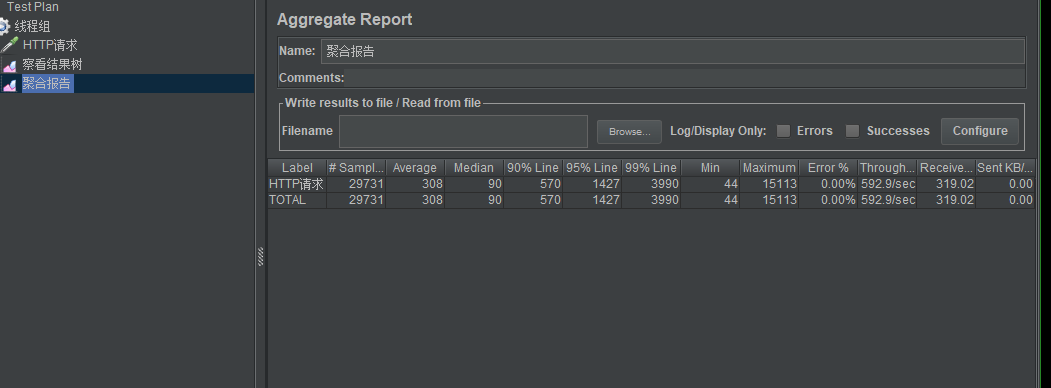 Test Plan
线程组
HTTP请求
察看结果树
聚合报告
Aggregate Report
Name: 聚合报告
Comments:
Write results to file / Read from file
Filename Browse... Log/Display Only: Errors Successes Configure
Label # Sampl... Average Median 90% Line 95% Line 99% Line Min Maximum Error % Through... Receive... Sent KB/...
HTTP请求 29731 308 90 570 1427 3990 44 15113 0.00% 592.9/sec 319.02 0.00
TOTAL 29731 308 90 570 1427 3990 44 15113 0.00% 592.9/sec 319.02 0.00